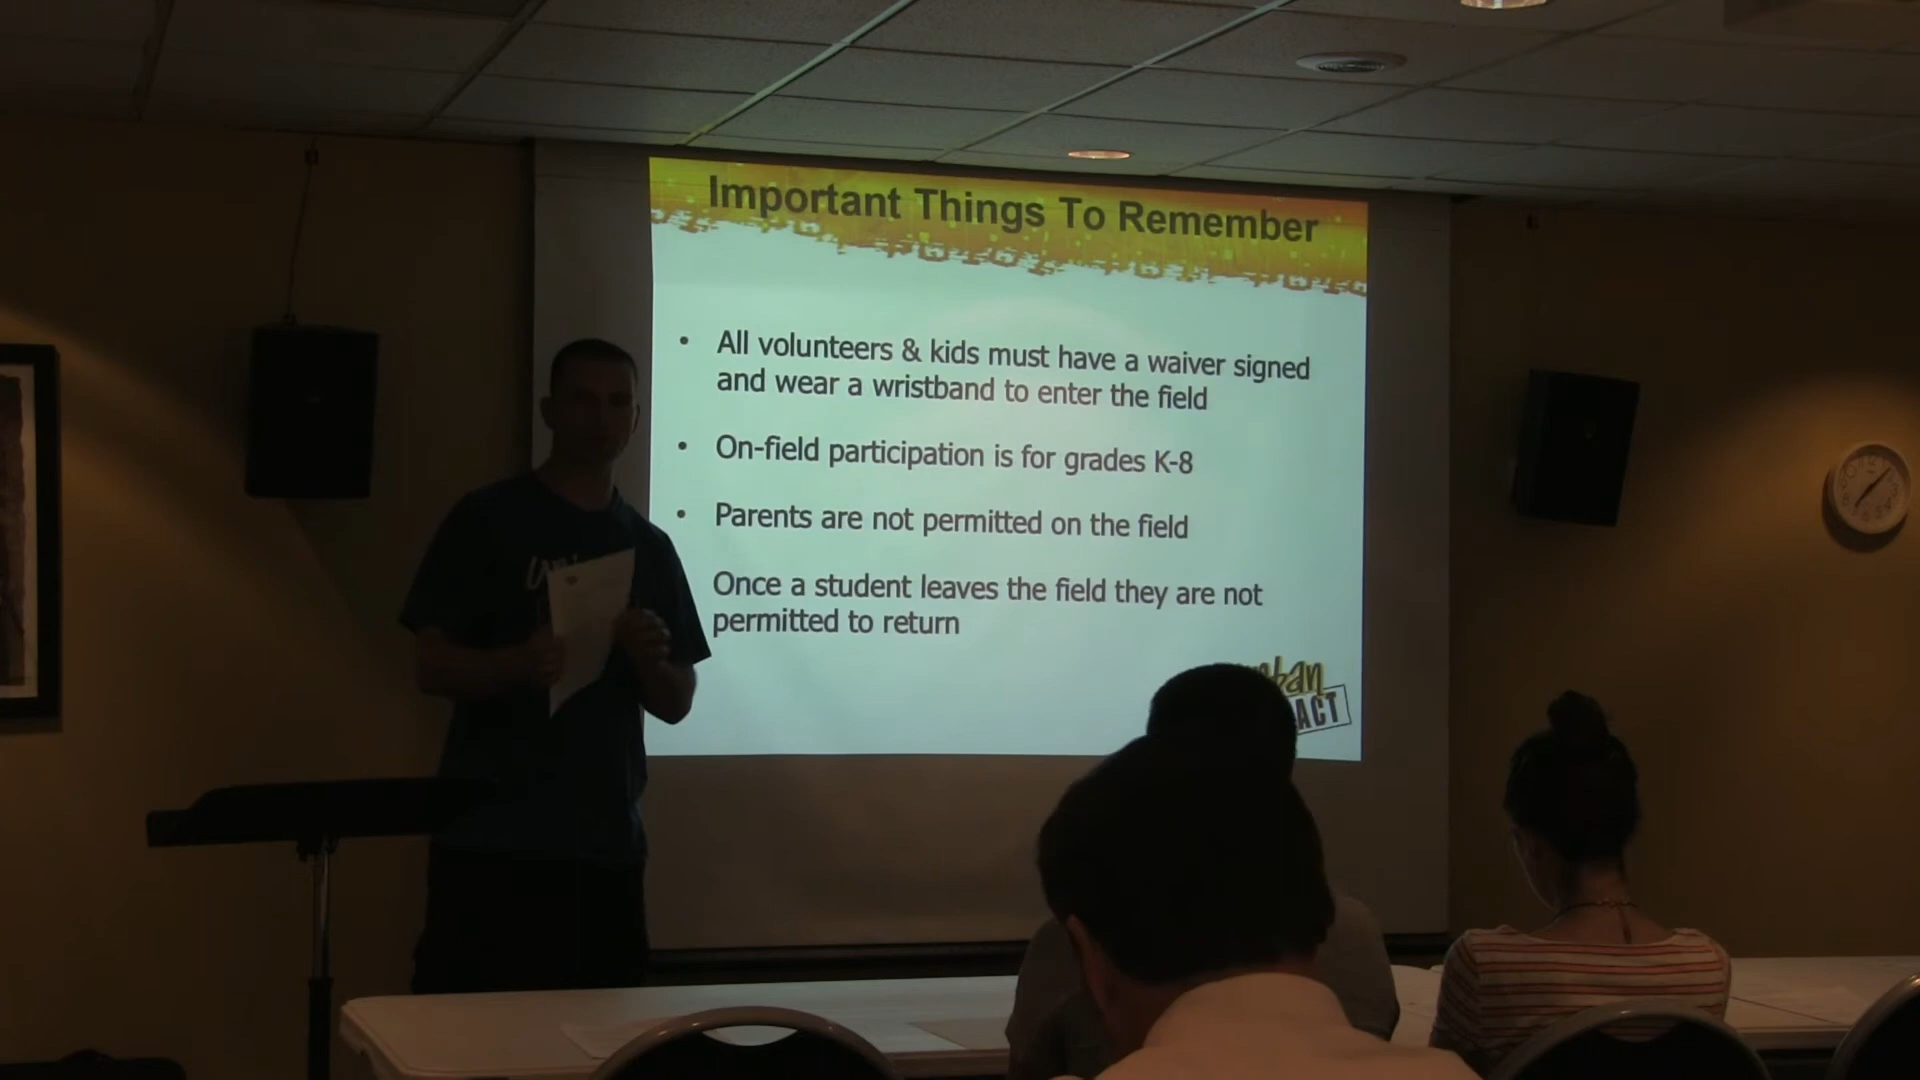 Important Things To Remember
• All volunteers & kids must have a waiver signed
and wear a wristband to enter the field
• On-field participation is for grades K-8
• Parents are not permitted on the field
Once a student leaves the field they are not
permitted to return